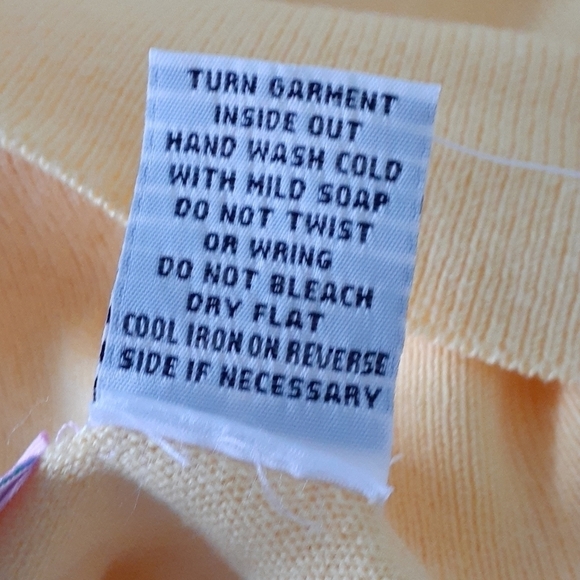 TURN GARMENT
INSIDE OUT
HAND WASH COLD
WITH MILD SOAP
DO NOT TWIST
OR WRING
DO NOT BLEACH
DRY FLAT
COOL IRON ON REVERSE
SIDE IF NECESSARY